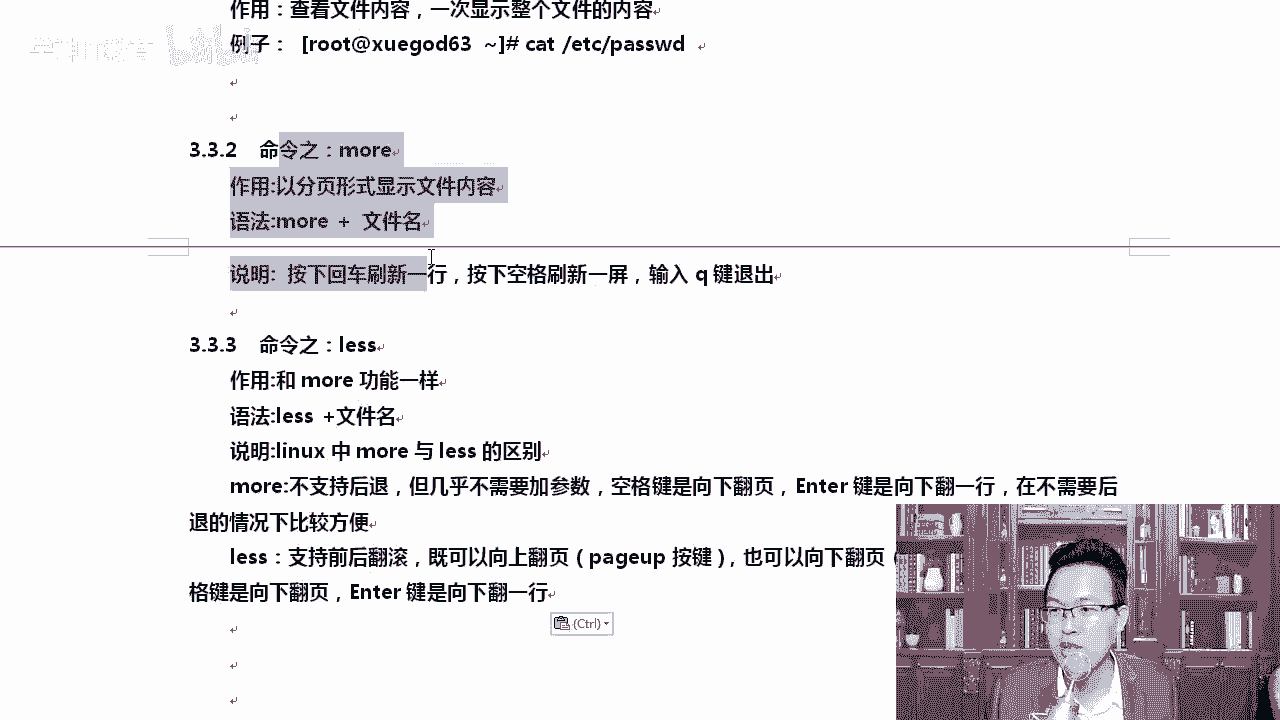 作用：查看文件内容，一次显示整个文件的内容
例子： [root@xuegod63 ~]# cat /etc/passwd
3.3.2 命令之：more
作用:以分页形式显示文件内容
语法:more + 文件名
说明: 按下回车刷新一行，按下空格刷新一屏，输入 q 键退出
3.3.3 命令之：less
作用:和 more 功能一样
语法:less +文件名
说明:linux 中 more 与 less 的区别
more:不支持后退，但几乎不需要加参数，空格键是向下翻页，Enter 键是向下翻一行，在不需要后
退的情况下比较方便
less：支持前后翻滚，既可以向上翻页（pageup 按键），也可以向下翻页（
格键是向下翻页，Enter 键是向下翻一行
(Ctrl)